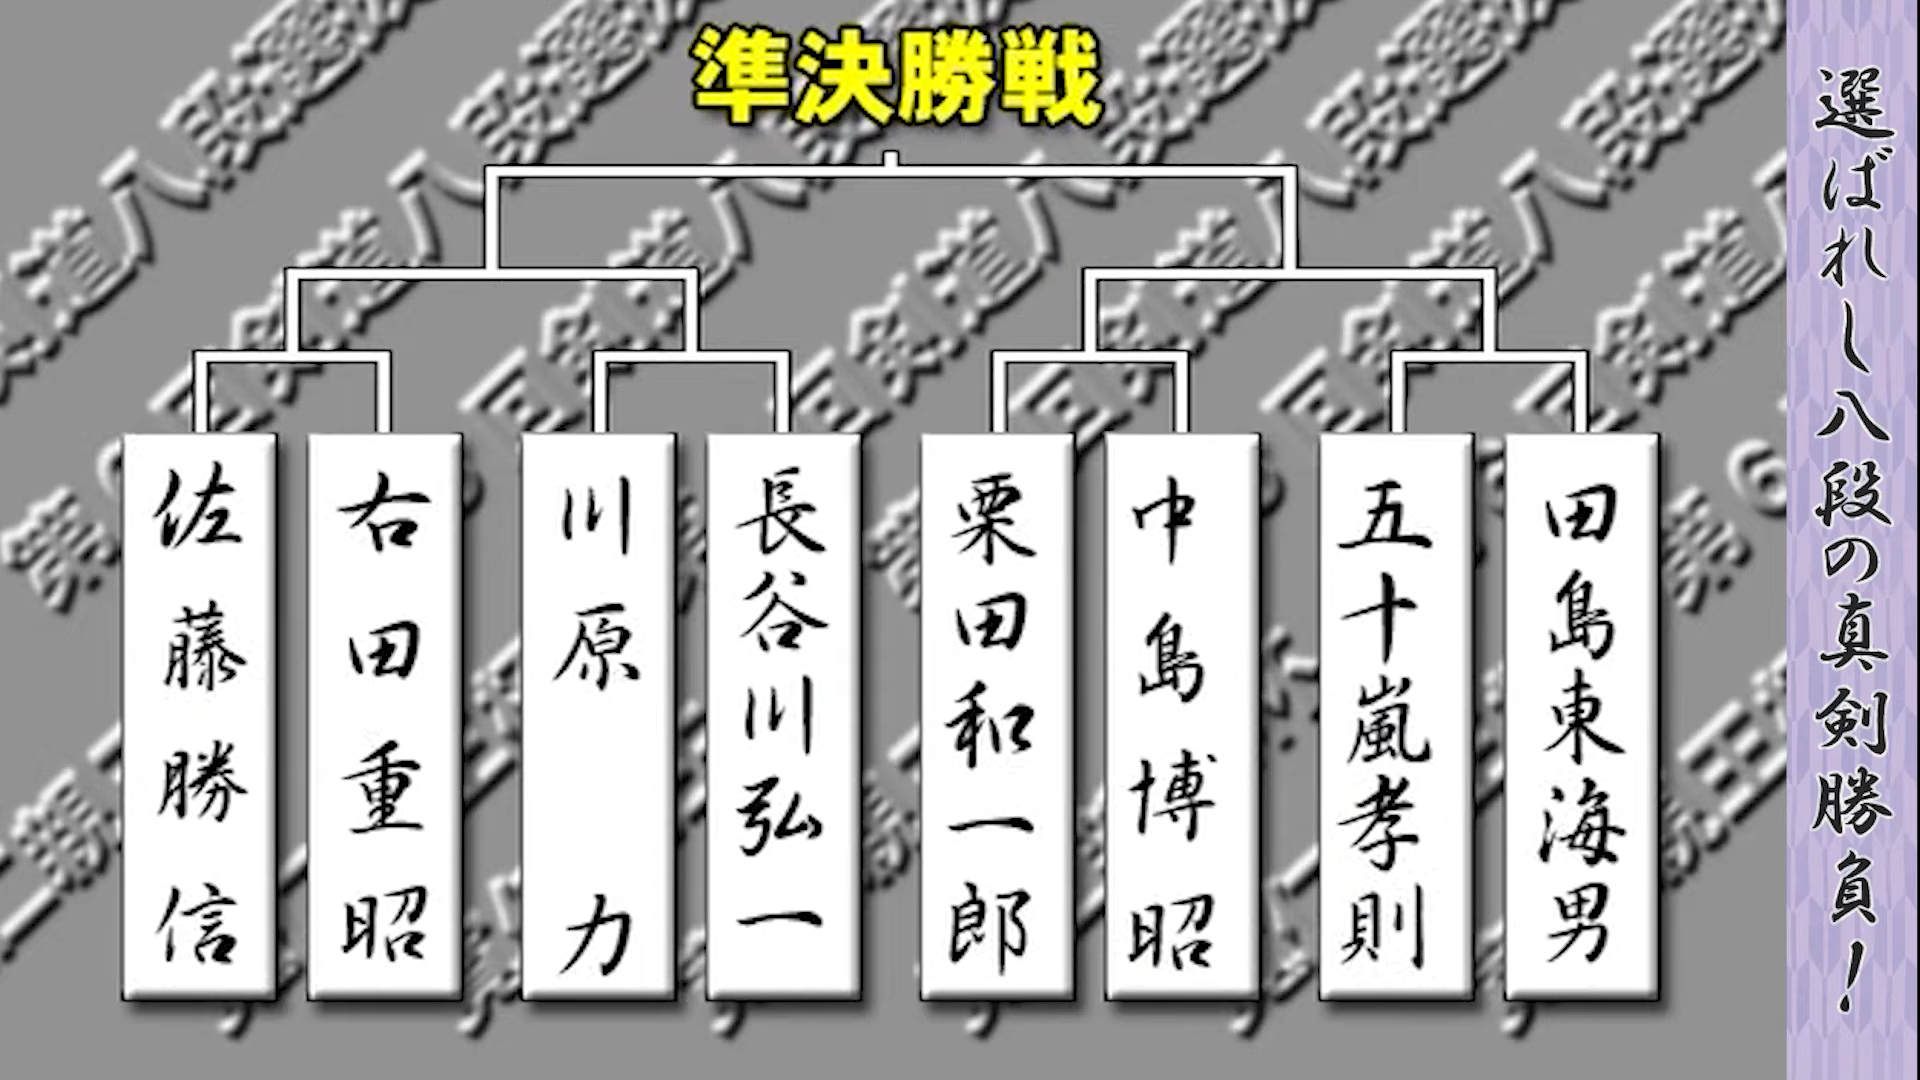 準決勝戦
佐藤勝信
右田重昭
川原力
長谷川弘一
栗田和一郎
中島博昭
五十嵐孝則
田島東海男
選ばれし八段の真剣勝負!